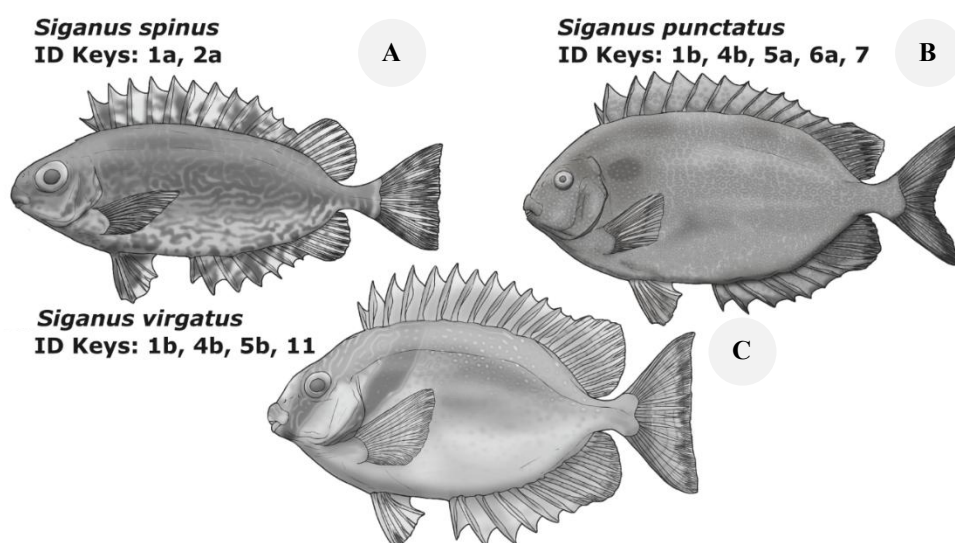 Siganus spinus
ID Keys: 1a, 2a
A
Siganus punctatus
ID Keys: 1b, 4b, 5a, 6a, 7
B
Siganus virgatus
ID Keys: 1b, 4b, 5b, 11
C